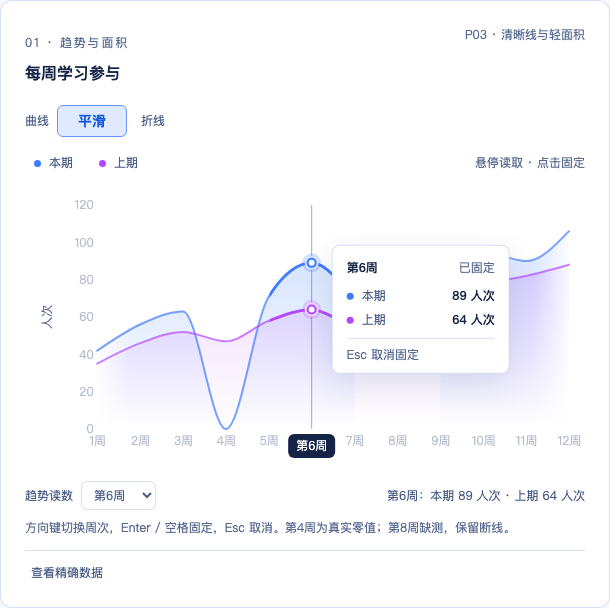 01 · 趋势与面积
P03 · 清晰线与轻面积
每周学习参与
曲线 平滑 折线
本期 上期
悬停读取 · 点击固定
120
100
80
60
40
20
0
人次
第6周 已固定
本期 89 人次
上期 64 人次
Esc 取消固定
1周 2周 3周 4周 5周 第6周 7周 8周 9周 10周 11周 12周
趋势读数 第6周
第6周：本期 89 人次 · 上期 64 人次
方向键切换周次，Enter / 空格固定，Esc 取消。第4周为真实零值；第8周缺测，保留断线。
查看精确数据